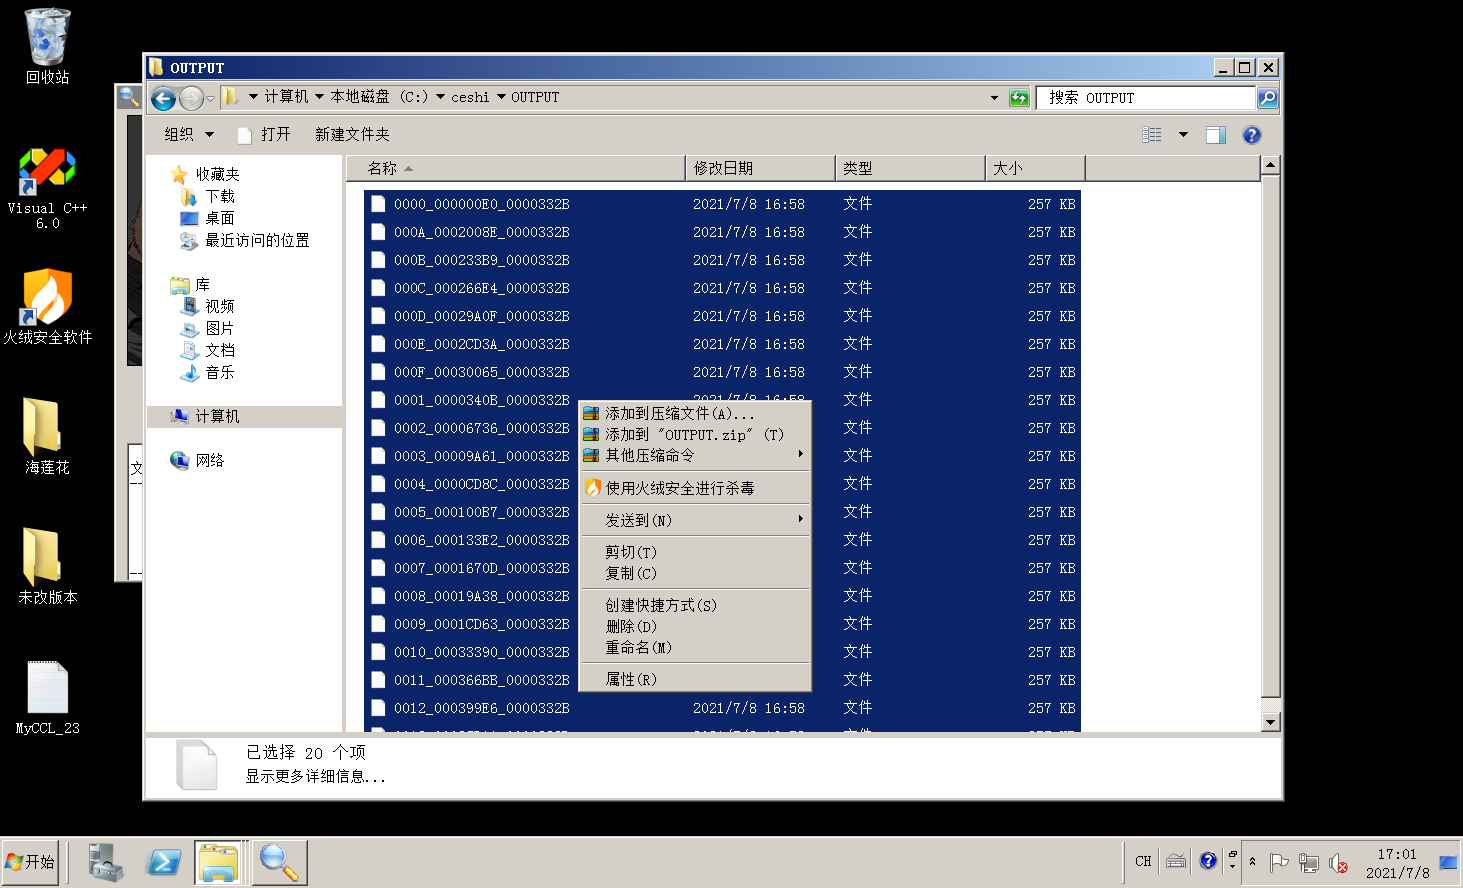 回收站
Visual C++
6.0
火绒安全软件
海莲花
未改版本
MyCCL_23
OUTPUT
计算机 本地磁盘 (C:) ceshi OUTPUT
搜索 OUTPUT
组织 打开 新建文件夹
收藏夹
下载
桌面
最近访问的位置
库
视频
图片
文档
音乐
计算机
网络
名称 修改日期 类型 大小
0000_000000E0_0000332B 2021/7/8 16:58 文件 257 KB
000A_0002008E_0000332B 2021/7/8 16:58 文件 257 KB
000B_000233B9_0000332B 2021/7/8 16:58 文件 257 KB
000C_000266E4_0000332B 2021/7/8 16:58 文件 257 KB
000D_00029A0F_0000332B 2021/7/8 16:58 文件 257 KB
000E_0002CD3A_0000332B 2021/7/8 16:58 文件 257 KB
000F_00030065_0000332B 2021/7/8 16:58 文件 257 KB
0001_0000340B_0000332B 2021/7/8 16:58 文件 257 KB
0002_00006736_0000332B 文件 257 KB
0003_00009A61_0000332B 文件 257 KB
0004_0000CD8C_0000332B 文件 257 KB
0005_000100B7_0000332B 文件 257 KB
0006_000133E2_0000332B 文件 257 KB
0007_0001670D_0000332B 文件 257 KB
0008_00019A38_0000332B 文件 257 KB
0009_0001CD63_0000332B 文件 257 KB
0010_00033390_0000332B 文件 257 KB
0011_000366BB_0000332B 文件 257 KB
0012_000399E6_0000332B 2021/7/8 16:58 文件 257 KB
添加到压缩文件(A)...
添加到 "OUTPUT.zip" (T)
其他压缩命令
使用火绒安全进行杀毒
发送到(N)
剪切(T)
复制(C)
创建快捷方式(S)
删除(D)
重命名(M)
属性(R)
文
已选择 20 个项
显示更多详细信息...
开始
CH
17:01
2021/7/8